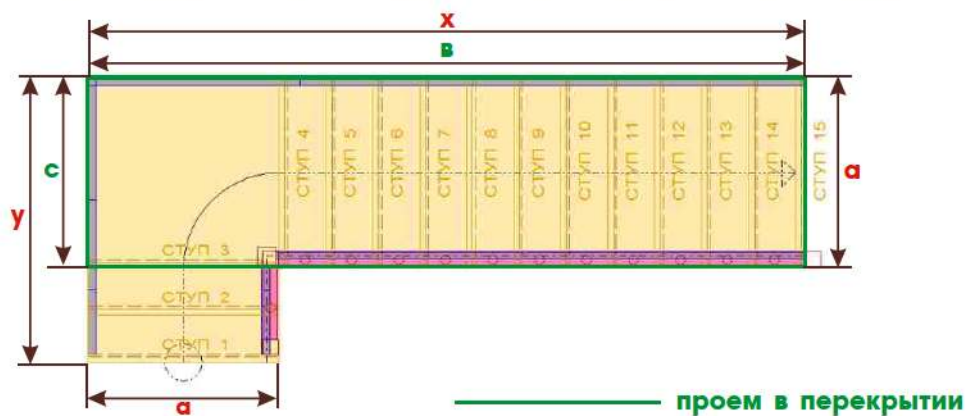 x
в
СТУП 4
СТУП 5
СТУП 6
СТУП 7
СТУП 8
СТУП 9
СТУП 10
СТУП 11
СТУП 12
СТУП 13
СТУП 14
СТУП 15
с
а
у
СТУП 3
СТУП 2
СТУП 1
а
проем в перекрытии